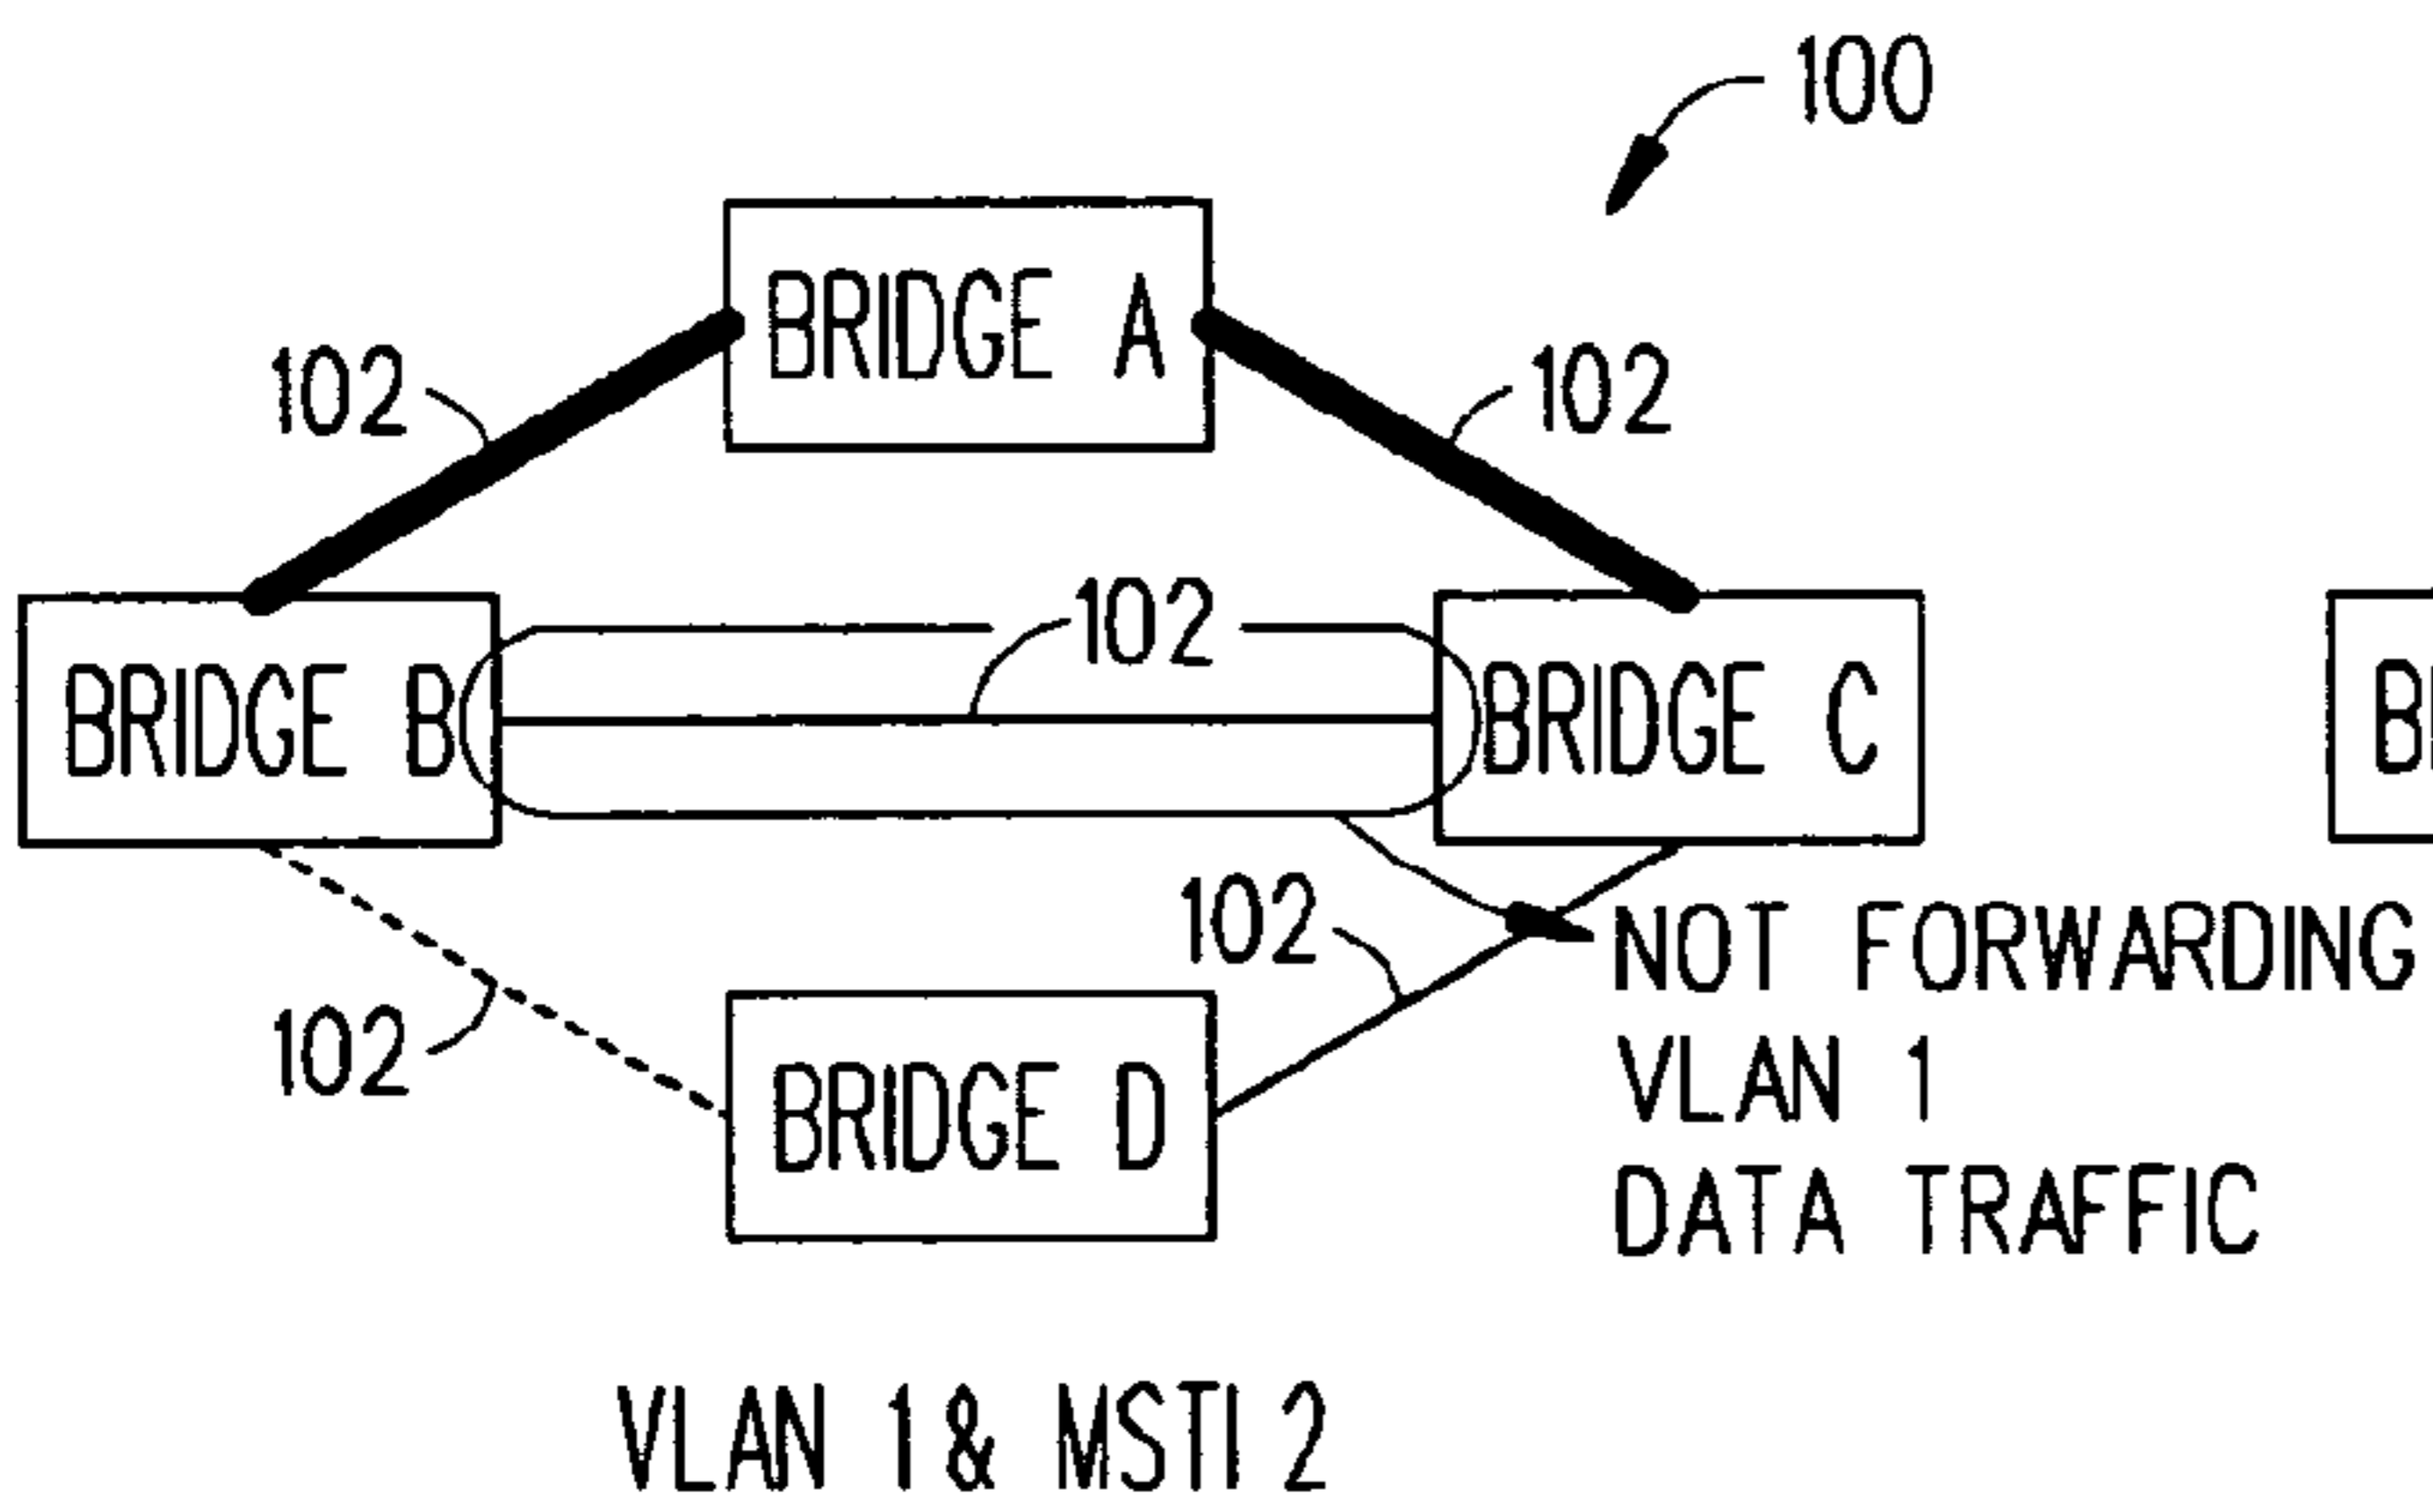 100
BRIDGE A
102
102
102
BRIDGE B
BRIDGE C
102
NOT FORWARDING
VLAN 1
DATA TRAFFIC
102
BRIDGE D
VLAN 1 & MSTI 2